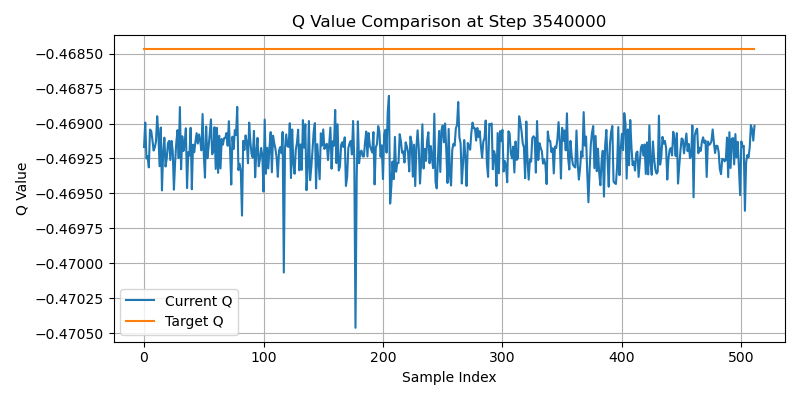 Q Value Comparison at Step 3540000
Q Value
−0.46850
−0.46875
−0.46900
−0.46925
−0.46950
−0.46975
−0.47000
−0.47025
−0.47050
Current Q
Target Q
0 100 200 300 400 500
Sample Index